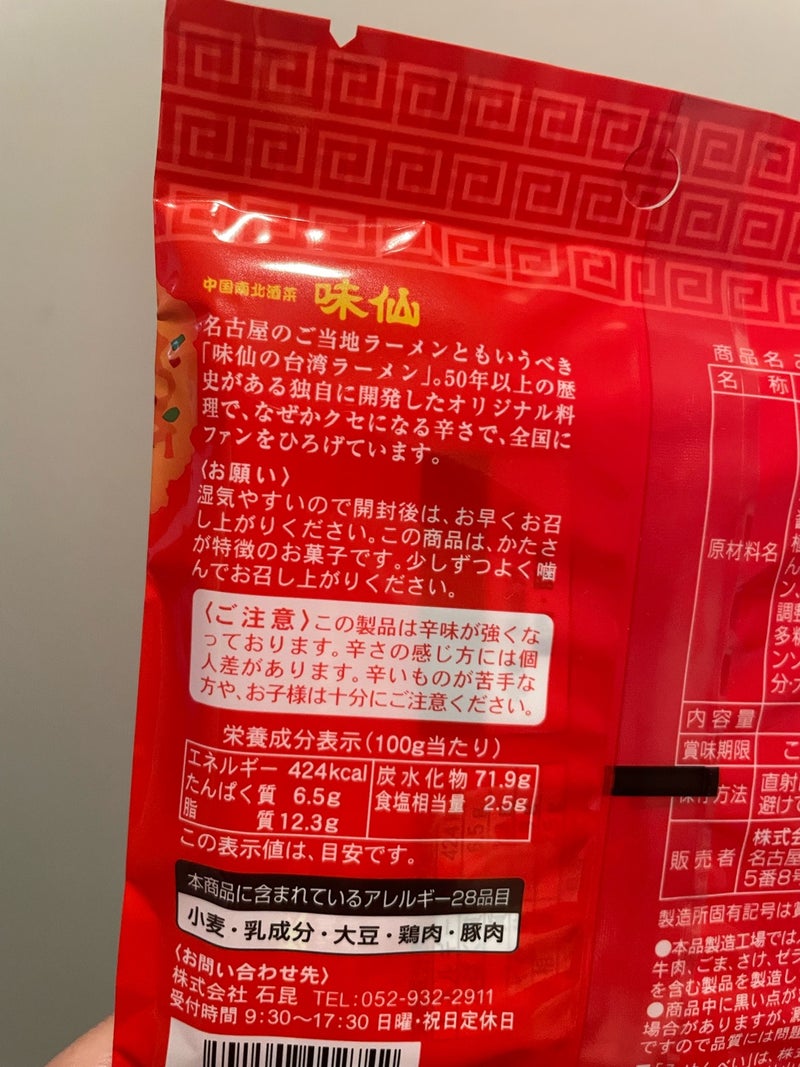 中国南北酒菜 味仙
名古屋のご当地ラーメンともいうべき
「味仙の台湾ラーメン」。50年以上の歴
史がある独自に開発したオリジナル料
理で、なぜかクセになる辛さで、全国に
ファンをひろげています。
〈お願い〉
湿気やすいので開封後は、お早くお召
し上がりください。この商品は、かたさ
が特徴のお菓子です。少しずつよく噛
んでお召し上がりください。
〈ご注意〉この製品は辛味が強くな
っております。辛さの感じ方には個
人差があります。辛いものが苦手な
方や、お子様は十分にご注意ください。
栄養成分表示(100g当たり)
エネルギー 424kcal 炭水化物 71.9g
たんぱく質 6.5g 食塩相当量 2.5g
脂質 12.3g
この表示値は、目安です。
本商品に含まれているアレルギー28品目
小麦・乳成分・大豆・鶏肉・豚肉
〈お問い合わせ先〉
株式会社 石昆 TEL:052-932-2911
受付時間 9:30〜17:30 日曜・祝日定休日
商品名
名 称
原材料名
ん
ン、
調整
多糖
ンソ
分
内容量
賞味期限 こ
保存方法 直射
避けて
販売者 株式会
名古屋
5番8号
製造所固有記号は
●本品製造工場では、
牛肉、ごま、さけ、ゼラ
を含む製品を製造し
●商品中に黒い点が
場合がありますが、
ですので品質には問題